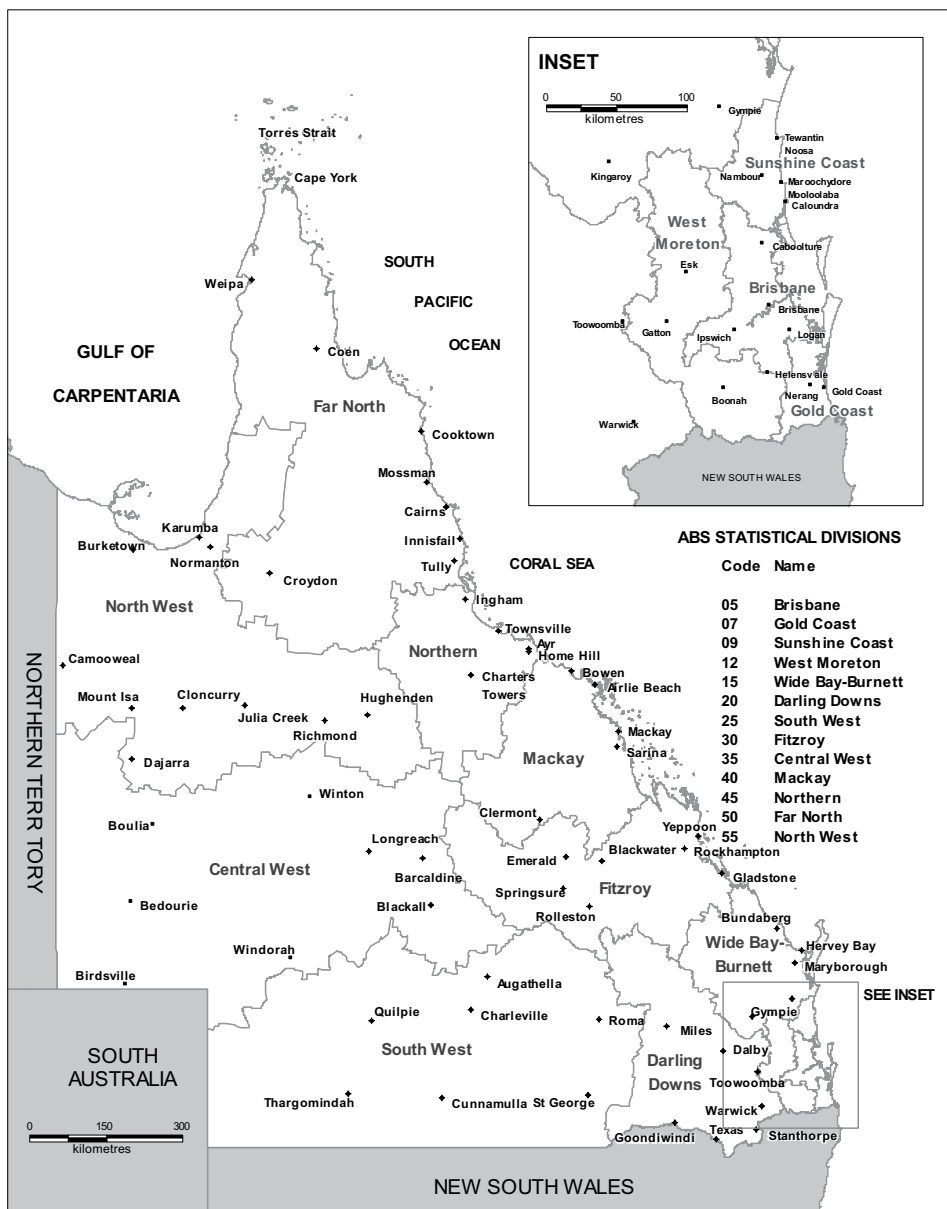 INSET
0 50 100
kilometres
Gympie
Tewantin
Noosa
Sunshine Coast
Kingaroy
Nambour
Maroochydore
Mooloolaba
Caloundra
West
Moreton
Caboolture
Esk
Brisbane
Brisbane
Toowoomba
Gatton
Ipswich
Logan
Helensvale
Boonah
Nerang
Gold Coast
Gold Coast
Warwick
NEW SOUTH WALES
Torres Strait
Cape York
SOUTH
PACIFIC
OCEAN
Weipa
GULF OF
CARPENTARIA
Coen
Far North
Cooktown
Mossman
Cairns
Karumba
Burketown
Normanton
Innisfail
Tully
Croydon
CORAL SEA
ABS STATISTICAL DIVISIONS
Code Name
05 Brisbane
07 Gold Coast
09 Sunshine Coast
12 West Moreton
15 Wide Bay-Burnett
20 Darling Downs
25 South West
30 Fitzroy
35 Central West
40 Mackay
45 Northern
50 Far North
55 North West
North West
Ingham
Townsville
Ayr
Home Hill
Northern
Bowen
Airlie Beach
Charters
Towers
Camooweal
Mount Isa
Cloncurry
Julia Creek
Hughenden
Richmond
Mackay
Sarina
Mackay
Dajarra
Winton
Clermont
Boulia
Yeppoon
Longreach
Emerald
Blackwater
Rockhampton
Central West
Barcaldine
Gladstone
Springsure
Fitzroy
Bedourie
Blackall
Rolleston
Bundaberg
Windorah
Wide Bay-
Burnett
Hervey Bay
Maryborough
Birdsville
Augathella
SEE INSET
Quilpie
Charleville
Roma
Gympie
Miles
South West
Dalby
Darling
Downs
Toowoomba
Thargomindah
Cunnamulla
St George
Warwick
Goondiwindi
Texas
Stanthorpe
NORTHERN TERR TORY
SOUTH
AUSTRALIA
0 150 300
kilometres
NEW SOUTH WALES